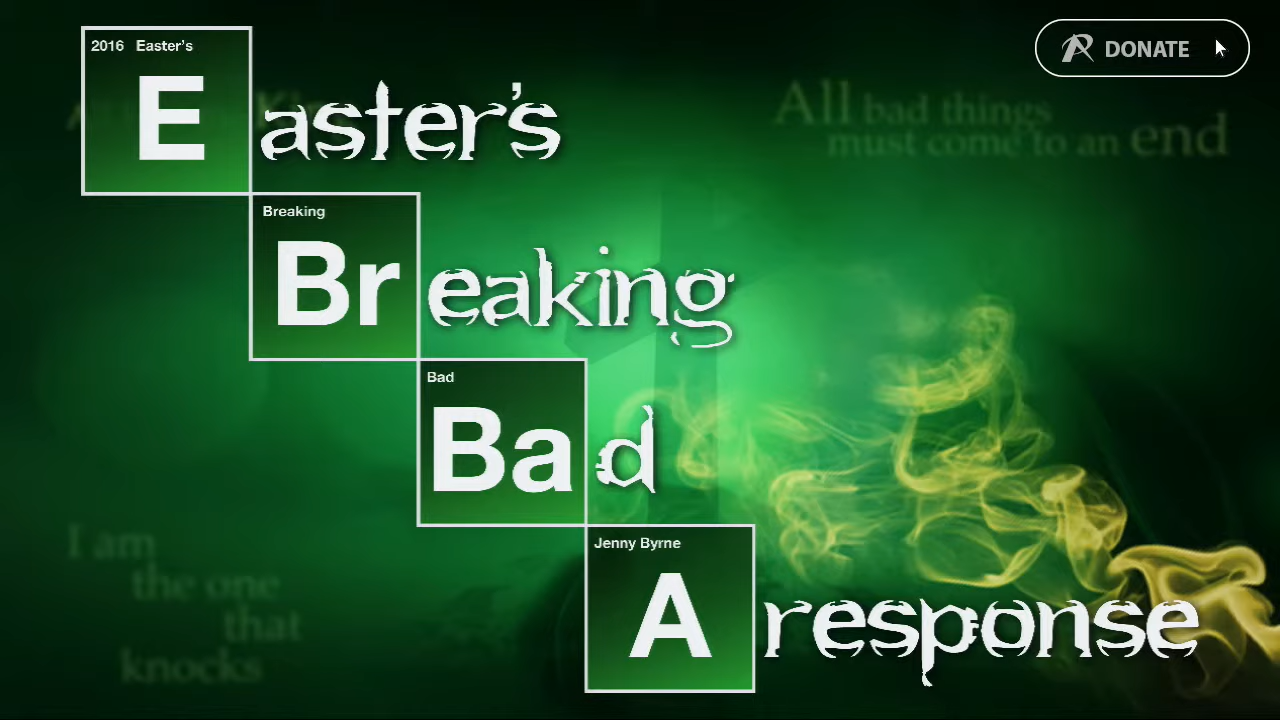 2016 Easter's
Easter's
DONATE
All bad things
must come to an end
Breaking
Breaking
Bad
Bad
Jenny Byrne
A response
I am
the one
that
knocks